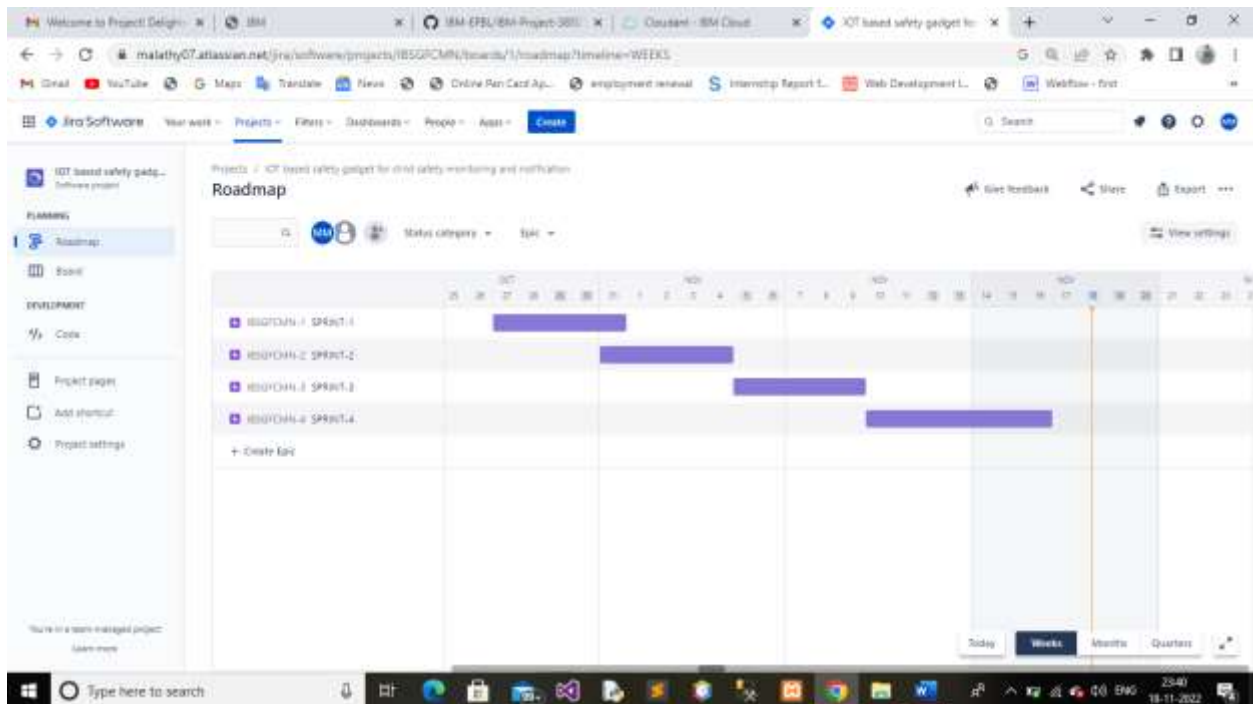 Welcome to Project Delign
IBM
IBM-EPBL/IBM-Project-
Cloudant - IBM Cloud
IOT based safety gadget fo
malathy07.atlassian.net/jira/software/projects/IBSGFCMN/boards/1/roadmap?timeline=WEEKS
Gmail YouTube Maps Translate News Online Pan Card Ap... employment renewal Internship Report f... Web Development L... Webflow - first
Jira Software Your work Projects Filters Dashboards People Apps Create Search
IOT based safety gadg...
Software project
Projects / IOT based safety gadget for child safety monitoring and notification
Roadmap
Give feedback Share Export
PLANNING
Roadmap
Board
DEVELOPMENT
Code
Project pages
Add shortcut
Project settings
Status category Epic View settings
OCT NOV NOV NOV
IBSGFCMN-1 SPRINT-1
IBSGFCMN-2 SPRINT-2
IBSGFCMN-3 SPRINT-3
IBSGFCMN-4 SPRINT-4
+ Create Epic
You're in a team-managed project
Learn more
Today Weeks Months Quarters
Type here to search
ENG
23:40
18-11-2022